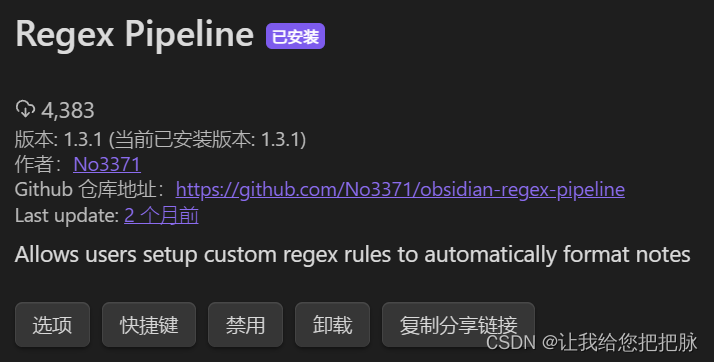 Regex Pipeline 已安装
4,383
版本: 1.3.1 (当前已安装版本: 1.3.1)
作者：No3371
Github 仓库地址：https://github.com/No3371/obsidian-regex-pipeline
Last update: 2 个月前
Allows users setup custom regex rules to automatically format notes
选项 快捷键 禁用 卸载 复制分享链接
CSDN @让我给您把把脉